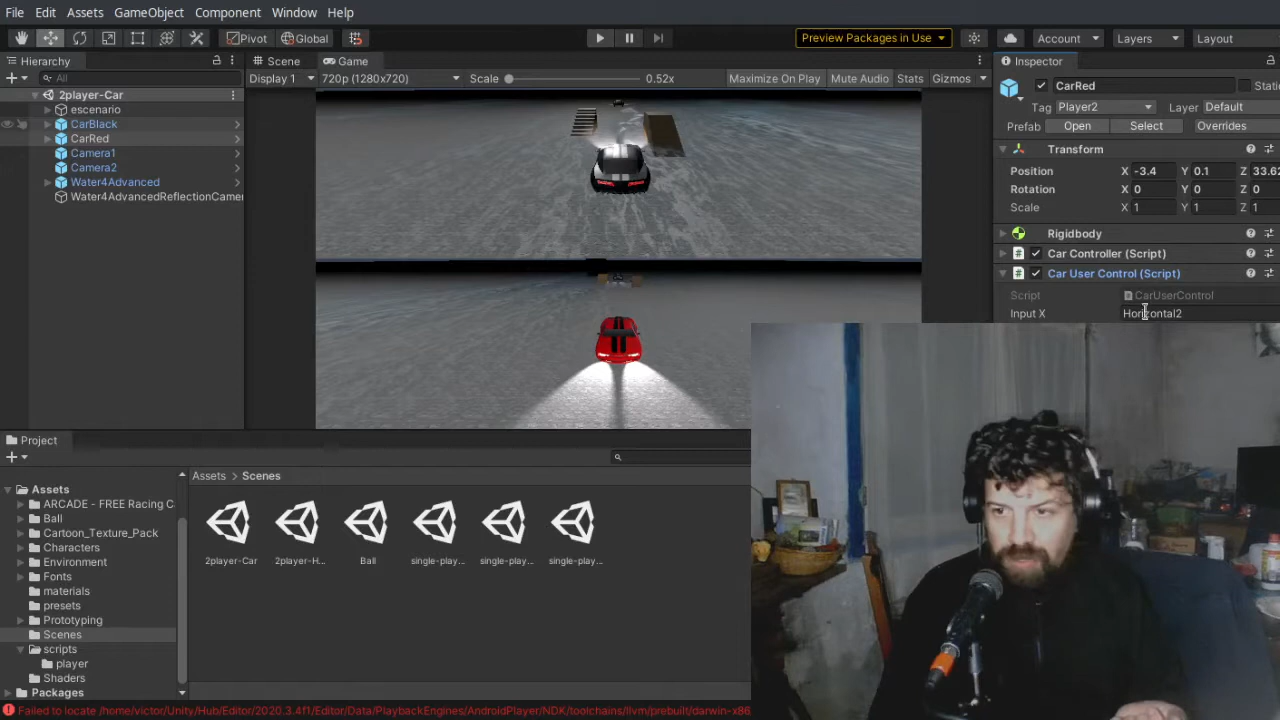 File Edit Assets GameObject Component Window Help
Pivot Global Preview Packages in Use Account Layers Layout
Hierarchy Scene Game Inspector
All Display 1 720p (1280x720) Scale 0.52x Maximize On Play Mute Audio Stats Gizmos
2player-Car
escenario
CarBlack
CarRed
Camera1
Camera2
Water4Advanced
Water4AdvancedReflectionCamer
CarRed Stati
Tag Player2 Layer Default
Prefab Open Select Overrides
Transform
Position X -3.4 Y 0.1 Z 33.62
Rotation X 0 Y 0 Z 0
Scale X 1 Y 1 Z 1
Rigidbody
Car Controller (Script)
Car User Control (Script)
Script CarUserControl
Input X Horizontal2
Project
Assets
ARCADE - FREE Racing C
Ball
Cartoon_Texture_Pack
Characters
Environment
Fonts
materials
presets
Prototyping
Scenes
scripts
player
Shaders
Packages
Assets > Scenes
2player-Car 2player-H... Ball single-play... single-play... single-play...
Failed to locate /home/victor/Unity/Hub/Editor/2020.3.4f1/Editor/Data/PlaybackEngines/AndroidPlayer/NDK/toolchains/llvm/prebuilt/darwin-x86